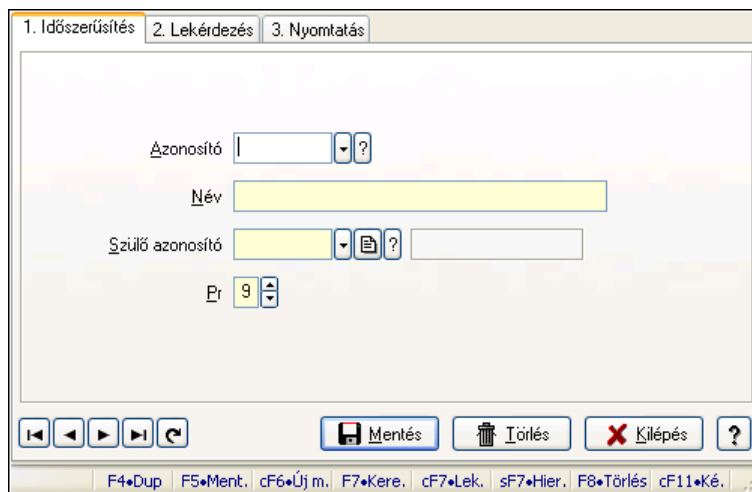 1. Időszerűsítés 2. Lekérdezés 3. Nyomtatás
Azonosító ?
Név
Szülő azonosító ?
Pr 9
Mentés Törlés Kilépés ?
F4•Dup F5•Ment. cF6•Új m. F7•Kere. cF7•Lek. sF7•Hier. F8•Törlés cF11•Ké.